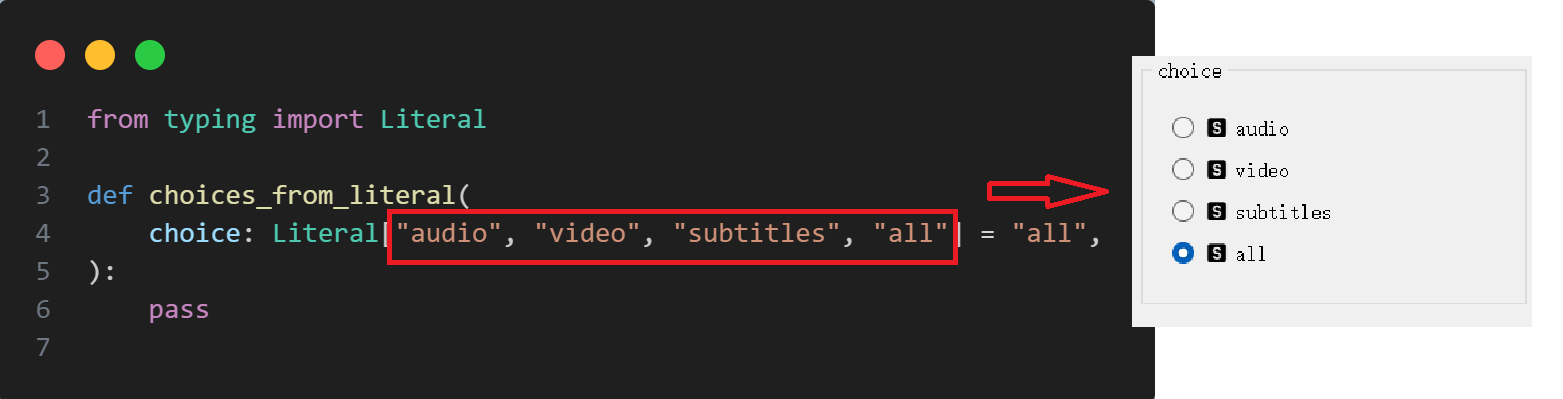 1 from typing import Literal
2
3 def choices_from_literal(
4     choice: Literal["audio", "video", "subtitles", "all"] = "all",
5 ):
6     pass
7
choice
S audio
S video
S subtitles
S all